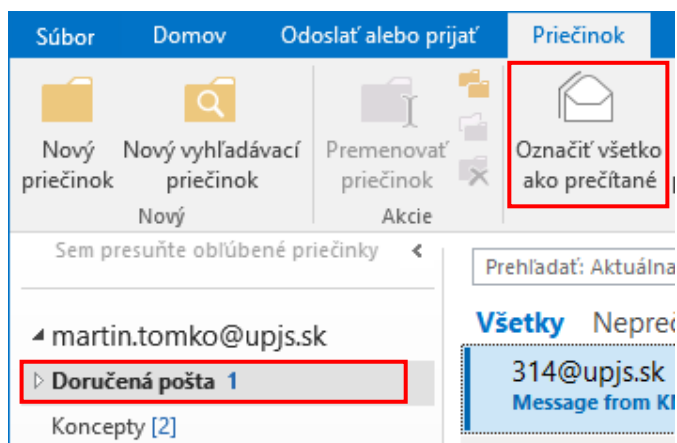 Súbor Domov Odoslať alebo prijať Priečinok
Nový priečinok
Nový vyhľadávací priečinok
Premenovať priečinok
Označiť všetko ako prečítané
Nový Akcie
Sem presuňte obľúbené priečinky
Prehľadať: Aktuálna
martin.tomko@upjs.sk
Všetky
Doručená pošta 1
314@upjs.sk
Message from
Koncepty [2]